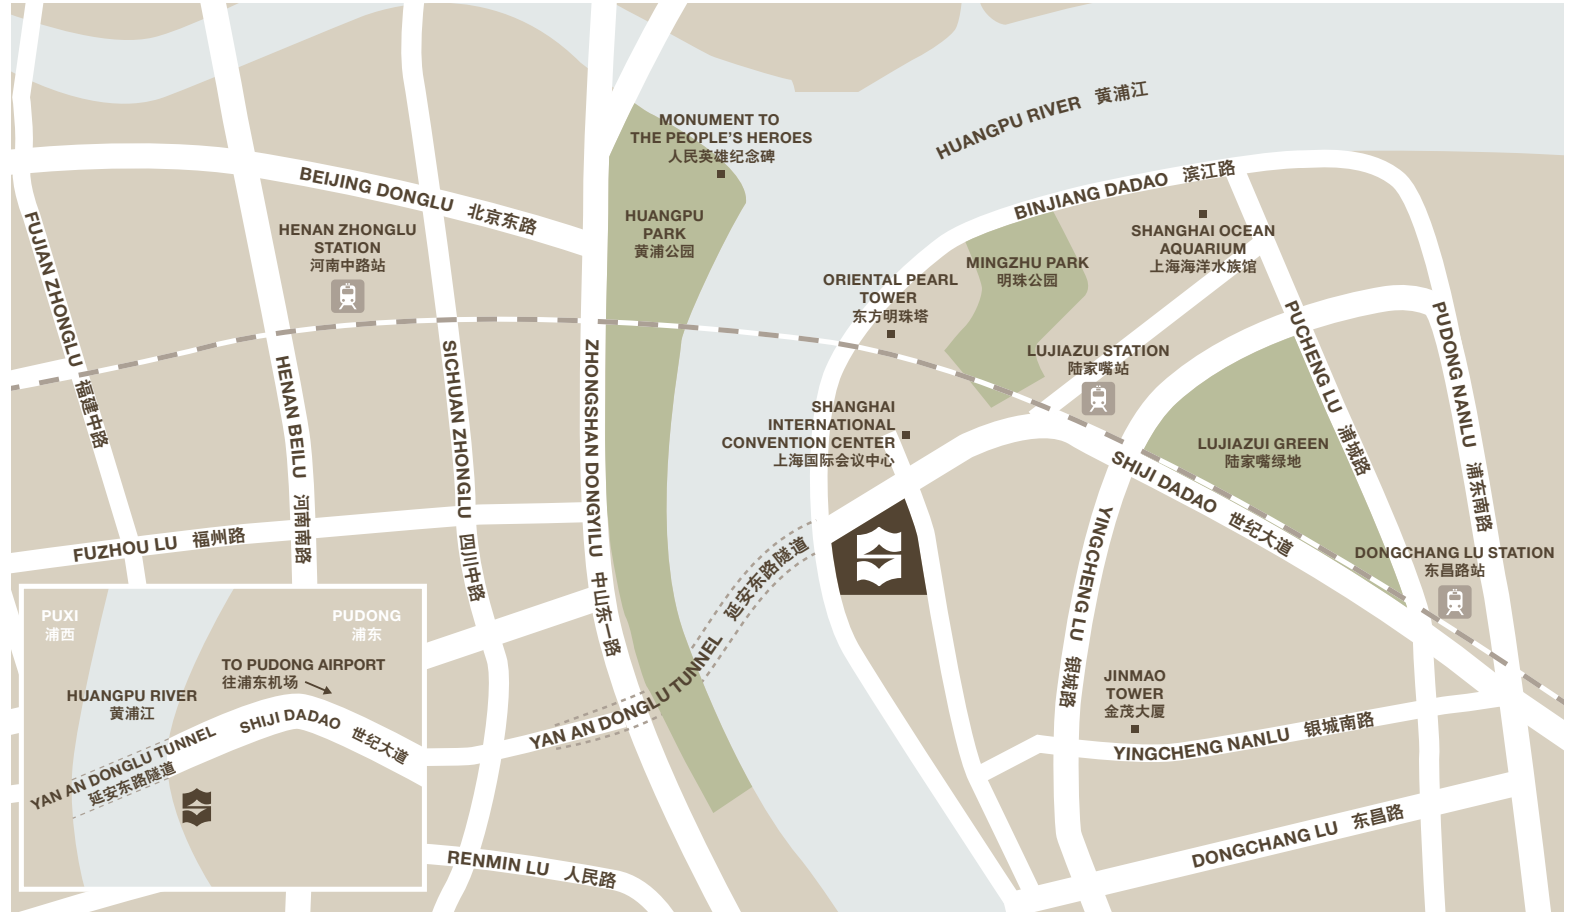 HUANGPU RIVER 黄浦江
MONUMENT TO
THE PEOPLE'S HEROES
人民英雄纪念碑
BEIJING DONGLU 北京东路
BINJIANG DADAO 滨江路
HUANGPU
PARK
黄浦公园
HENAN ZHONGLU
STATION
河南中路站
SHANGHAI OCEAN
AQUARIUM
上海海洋水族馆
MINGZHU PARK
明珠公园
ORIENTAL PEARL
TOWER
东方明珠塔
FUJIAN ZHONGLU 福建中路
HENAN BEILU 河南南路
SICHUAN ZHONGLU 四川中路
ZHONGSHAN DONGYILU 中山东一路
LUJIAZUI STATION
陆家嘴站
PUCHENG LU 浦城路
PUDONG NANLU 浦东南路
SHANGHAI
INTERNATIONAL
CONVENTION CENTER
上海国际会议中心
LUJIAZUI GREEN
陆家嘴绿地
SHIJI DADAO 世纪大道
FUZHOU LU 福州路
YINGCHENG LU 银城路
DONGCHANG LU STATION
东昌路站
YAN AN DONGLU TUNNEL 延安东路隧道
JINMAO
TOWER
金茂大厦
YINGCHENG NANLU 银城南路
DONGCHANG LU 东昌路
RENMIN LU 人民路
PUXI
浦西
PUDONG
浦东
TO PUDONG AIRPORT
往浦东机场
HUANGPU RIVER
黄浦江
SHIJI DADAO 世纪大道
YAN AN DONGLU TUNNEL
延安东路隧道